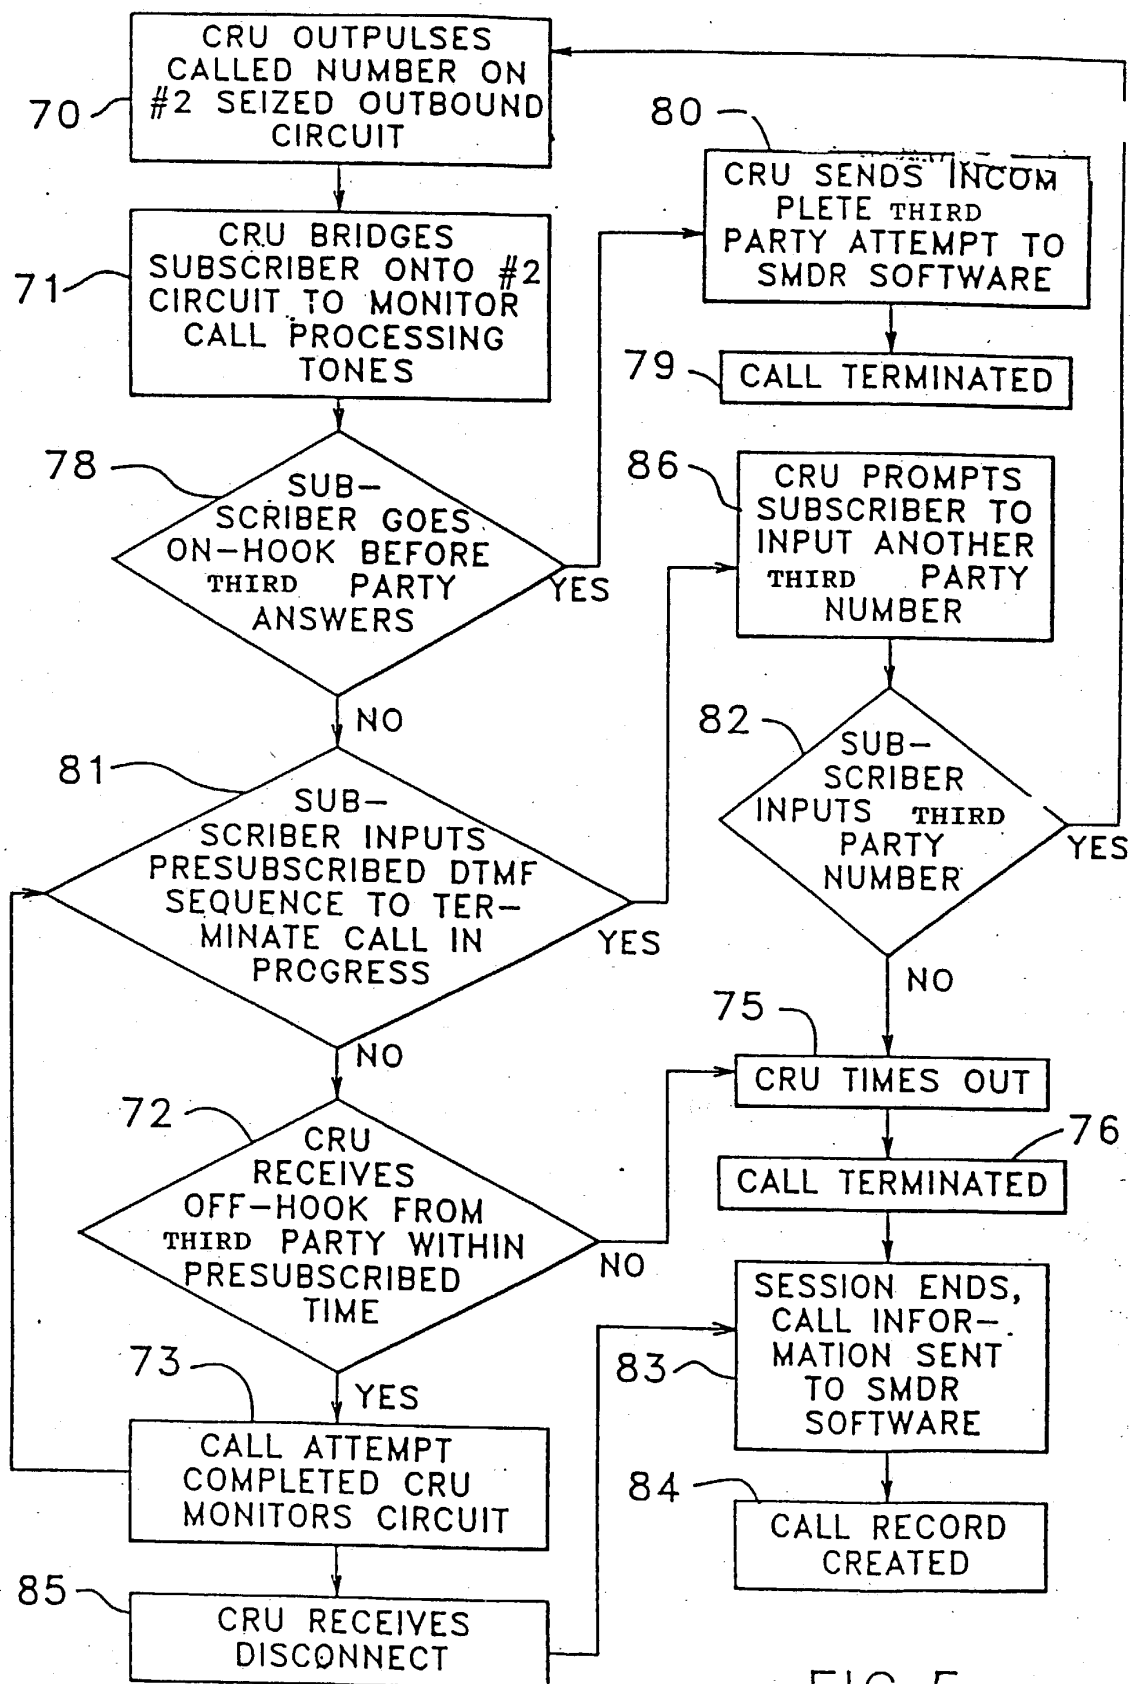 CRU OUTPULSES
CALLED NUMBER ON
#2 SEIZED OUTBOUND
CIRCUIT
70
CRU BRIDGES
SUBSCRIBER ONTO #2
CIRCUIT TO MONITOR
CALL PROCESSING
TONES
71
SUB-
SCRIBER GOES
ON-HOOK BEFORE
THIRD PARTY
ANSWERS
78
YES
NO
SUB-
SCRIBER INPUTS
PRESUBSCRIBED DTMF
SEQUENCE TO TER-
MINATE CALL IN
PROGRESS
81
YES
NO
CRU
RECEIVES
OFF-HOOK FROM
THIRD PARTY WITHIN
PRESUBSCRIBED
TIME
72
NO
YES
73
CALL ATTEMPT
COMPLETED CRU
MONITORS CIRCUIT
85
CRU RECEIVES
DISCONNECT
80
CRU SENDS INCOM
PLETE THIRD
PARTY ATTEMPT TO
SMDR SOFTWARE
79
CALL TERMINATED
86
CRU PROMPTS
SUBSCRIBER TO
INPUT ANOTHER
THIRD PARTY
NUMBER
82
SUB-
SCRIBER
INPUTS THIRD
PARTY
NUMBER
YES
NO
75
CRU TIMES OUT
76
CALL TERMINATED
SESSION ENDS,
CALL INFOR-
MATION SENT
TO SMDR
SOFTWARE
83
84
CALL RECORD
CREATED
FIG 5